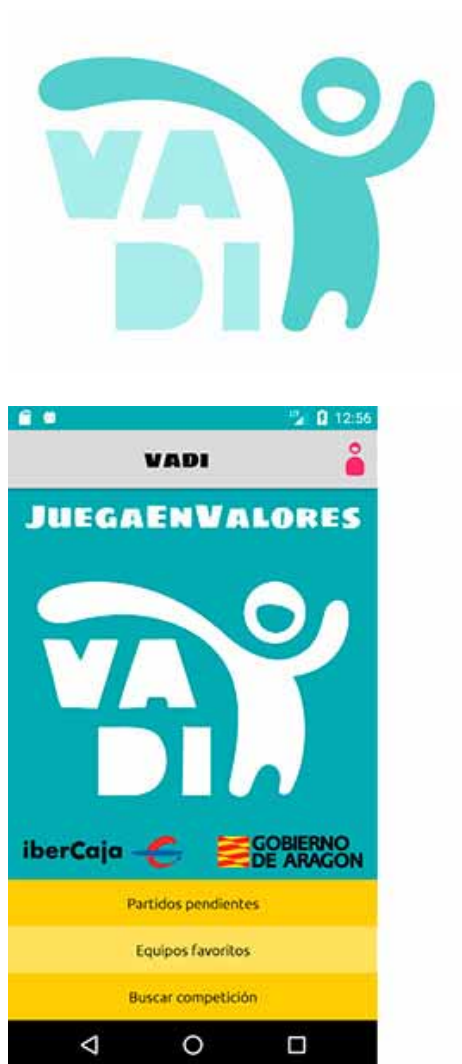 VA
DI
12:56
VADI
JUEGAENVALORES
VA
DI
iberCaja
GOBIERNO
DE ARAGON
Partidos pendientes
Equipos favoritos
Buscar competición